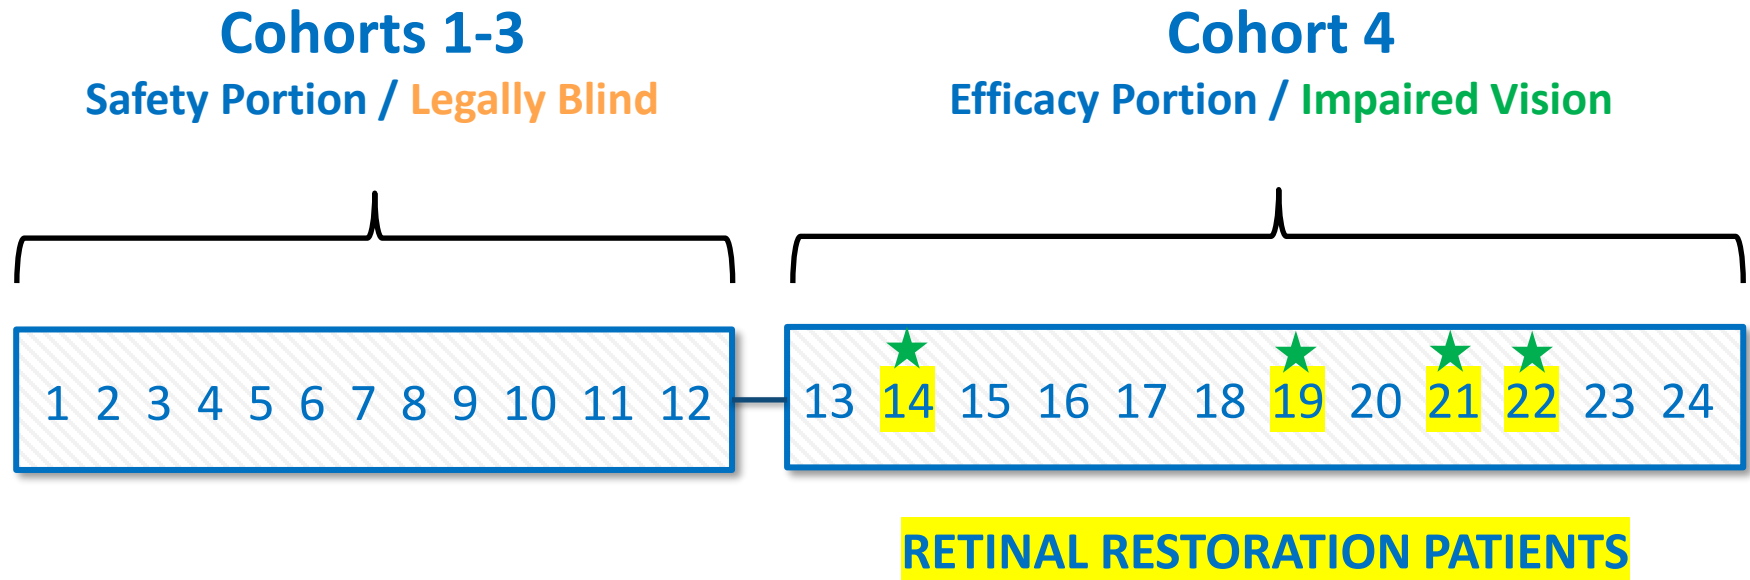 Cohorts 1-3
Safety Portion / Legally Blind
Cohort 4
Efficacy Portion / Impaired Vision
1 2 3 4 5 6 7 8 9 10 11 12
13 14 15 16 17 18 19 20 21 22 23 24
RETINAL RESTORATION PATIENTS